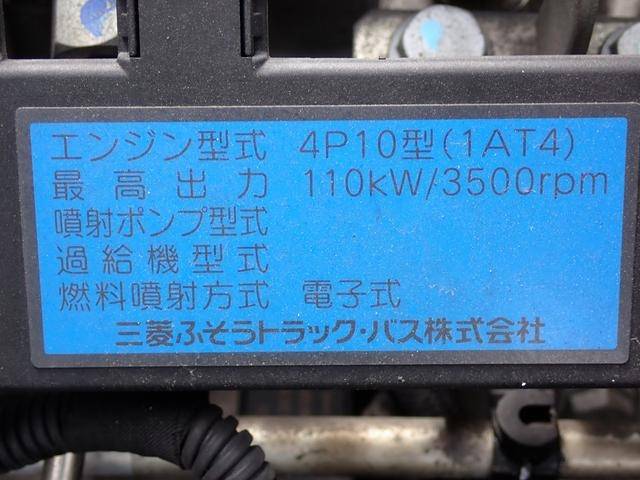 エンジン型式 4P10型(1AT4)
最高出力 110kW/3500rpm
噴射ポンプ型式
過給機型式
燃料噴射方式 電子式
三菱ふそうトラック・バス株式会社